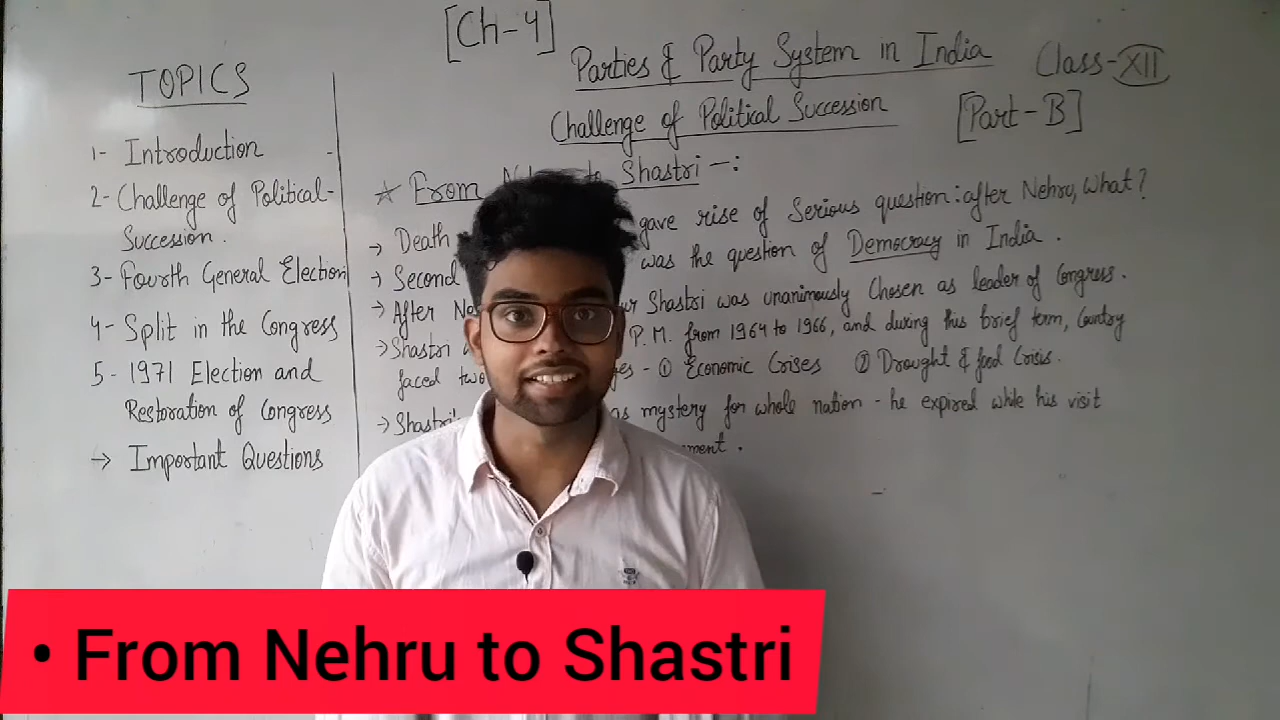 [Ch-4]
Parties & Party System in India
Class-XII
Challenge of Political Succession
[Part-B]
TOPICS
1- Introduction -
2- Challenge of Political-
Succession.
3- Fourth General Election
4- Split in the Congress
5- 1971 Election and
Restoration of Congress
→ Important Questions
☆ From to Shastri -:
→ Death gave rise of Serious question: after Nehru, What?
→ Second was the question of Democracy in India.
→ After Shastri was unanimously Chosen as leader of Congress.
→ Shastri P.M. from 1964 to 1966, and during his brief term, Country
faced two - ① Economic Crises ② Drought & food Crisis.
→ mystery for whole nation - he expired while his visit
.
• From Nehru to Shastri